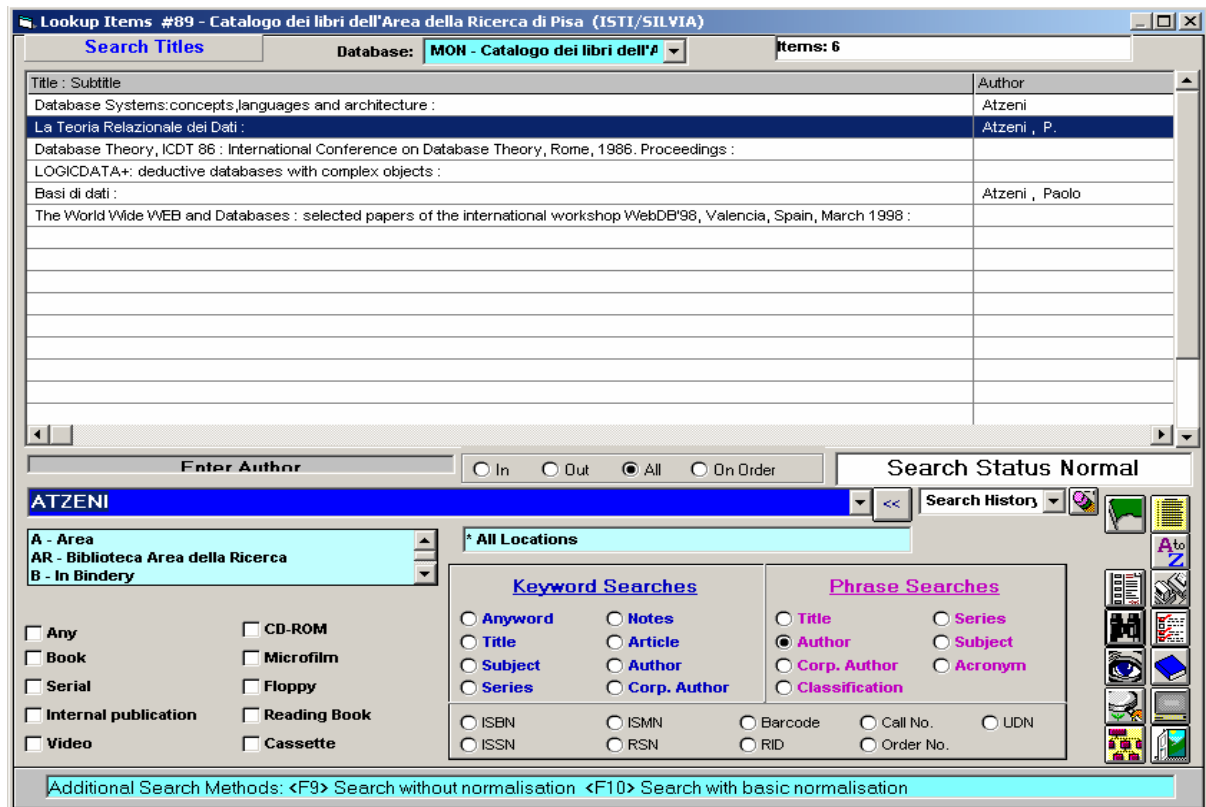 Lookup Items #89 - Catalogo dei libri dell'Area della Ricerca di Pisa (ISTI/SILVIA)
Search Titles Database: MON - Catalogo dei libri dell'A Items: 6
Title : Subtitle Author
Database Systems:concepts,languages and architecture : Atzeni
La Teoria Relazionale dei Dati : Atzeni , P.
Database Theory, ICDT 86 : International Conference on Database Theory, Rome, 1986. Proceedings :
LOGICDATA+: deductive databases with complex objects :
Basi di dati : Atzeni , Paolo
The World Wide WEB and Databases : selected papers of the international workshop WebDB'98, Valencia, Spain, March 1998 :
Enter Author In Out All On Order Search Status Normal
ATZENI << Search History
A - Area
AR - Biblioteca Area della Ricerca
B - In Bindery
* All Locations
A to Z
Keyword Searches Phrase Searches
Anyword Notes Title Series
Title Article Author Subject
Subject Author Corp. Author Acronym
Series Corp. Author Classification
Any CD-ROM
Book Microfilm
Serial Floppy
Internal publication Reading Book
Video Cassette
ISBN ISMN Barcode Call No. UDN
ISSN RSN RID Order No.
Additional Search Methods: <F9> Search without normalisation <F10> Search with basic normalisation